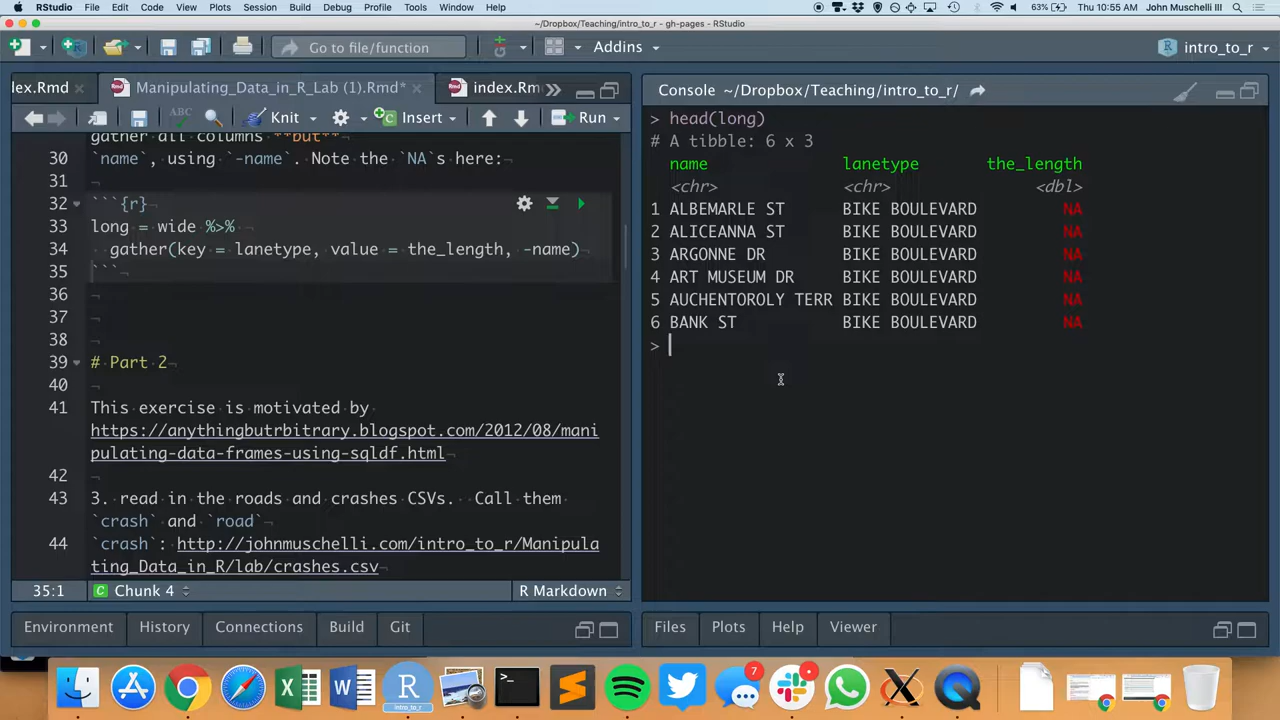 RStudio File Edit Code View Plots Session Build Debug Profile Tools Window Help 63% Thu 10:55 AM John Muschelli III
~/Dropbox/Teaching/intro_to_r - gh-pages - RStudio
Go to file/function Addins intro_to_r
ex.Rmd Manipulating_Data_in_R_Lab (1).Rmd* index.Rm
ABC Knit Insert Run
gather all columns **but**
30 `name`, using `-name`. Note the `NA`s here:
31
32 ```{r}
33 long = wide %>%
34 gather(key = lanetype, value = the_length, -name)
35 ```
36
37
38
39 # Part 2
40
41 This exercise is motivated by
https://anythingbutrbitrary.blogspot.com/2012/08/mani
pulating-data-frames-using-sqldf.html
42
43 3. read in the roads and crashes CSVs. Call them
`crash` and `road`
44 `crash`: http://johnmuschelli.com/intro_to_r/Manipula
ting_Data_in_R/lab/crashes.csv
35:1 C Chunk 4 R Markdown
Environment History Connections Build Git
Console ~/Dropbox/Teaching/intro_to_r/
> head(long)
# A tibble: 6 x 3
name lanetype the_length
<chr> <chr> <dbl>
1 ALBEMARLE ST BIKE BOULEVARD NA
2 ALICEANNA ST BIKE BOULEVARD NA
3 ARGONNE DR BIKE BOULEVARD NA
4 ART MUSEUM DR BIKE BOULEVARD NA
5 AUCHENTOROLY TERR BIKE BOULEVARD NA
6 BANK ST BIKE BOULEVARD NA
>
Files Plots Help Viewer
R
intro_to_r
7